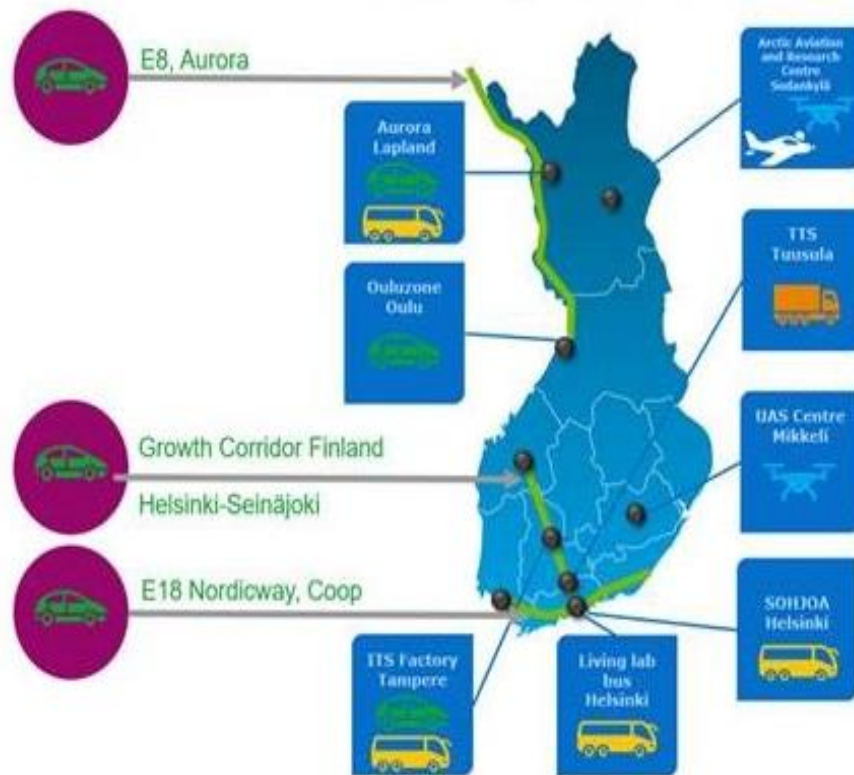 E8, Aurora
Arctic Aviation
and Research
Centre
Sodankylä
Aurora
Lapland
TTS
Tuusula
Ouluzone
Oulu
UAS Centre
Mikkeli
Growth Corridor Finland
Helsinki-Seinäjoki
E18 Nordicway, Coop
SOHJOA
Helsinki
ITS Factory
Tampere
Living lab
bus
Helsinki